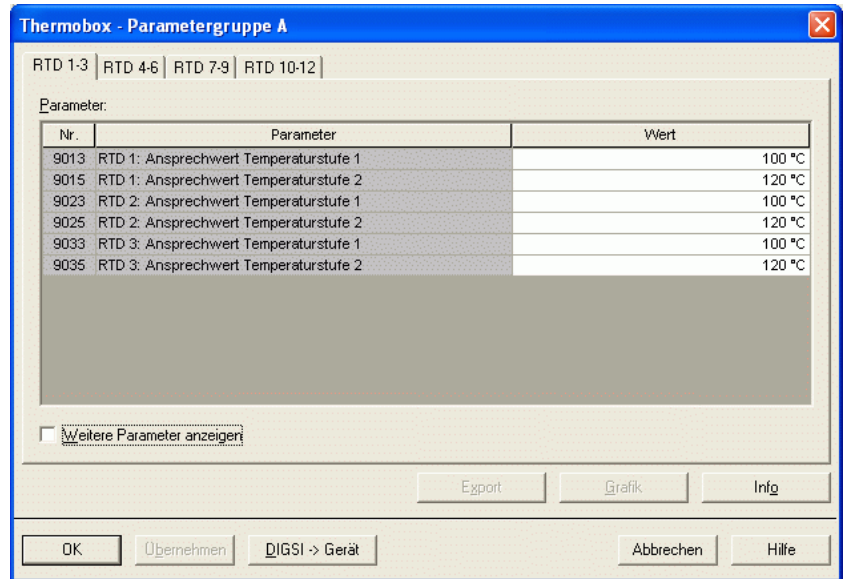 Thermobox - Parametergruppe A
RTD 1-3 RTD 4-6 RTD 7-9 RTD 10-12
Parameter:
Nr. Parameter Wert
9013 RTD 1: Ansprechwert Temperaturstufe 1 100 °C
9015 RTD 1: Ansprechwert Temperaturstufe 2 120 °C
9023 RTD 2: Ansprechwert Temperaturstufe 1 100 °C
9025 RTD 2: Ansprechwert Temperaturstufe 2 120 °C
9033 RTD 3: Ansprechwert Temperaturstufe 1 100 °C
9035 RTD 3: Ansprechwert Temperaturstufe 2 120 °C
Weitere Parameter anzeigen
Export Grafik Info
OK Übernehmen DIGSI -> Gerät Abbrechen Hilfe